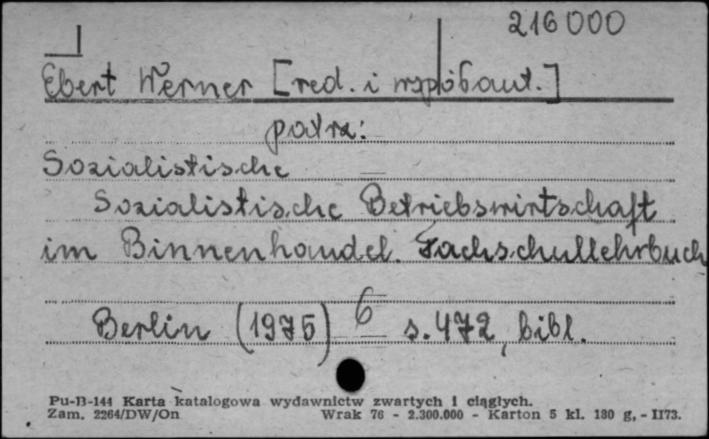 216000
Ebert Werner [red. i współaut.]
patrz:
Sozialistische
Sozialistische Betriebswirtschaft
im Binnenhandel. Fachschullehrbuch
Berlin (1975) 6 s. 472, bibl.
Pu-B-144 Karta katalogowa wydawnictw zwartych i ciągłych.
Zam. 2264/DW/On Wrak 76 - 2.300.000 - Karton 5 kl. 180 g, - II73.